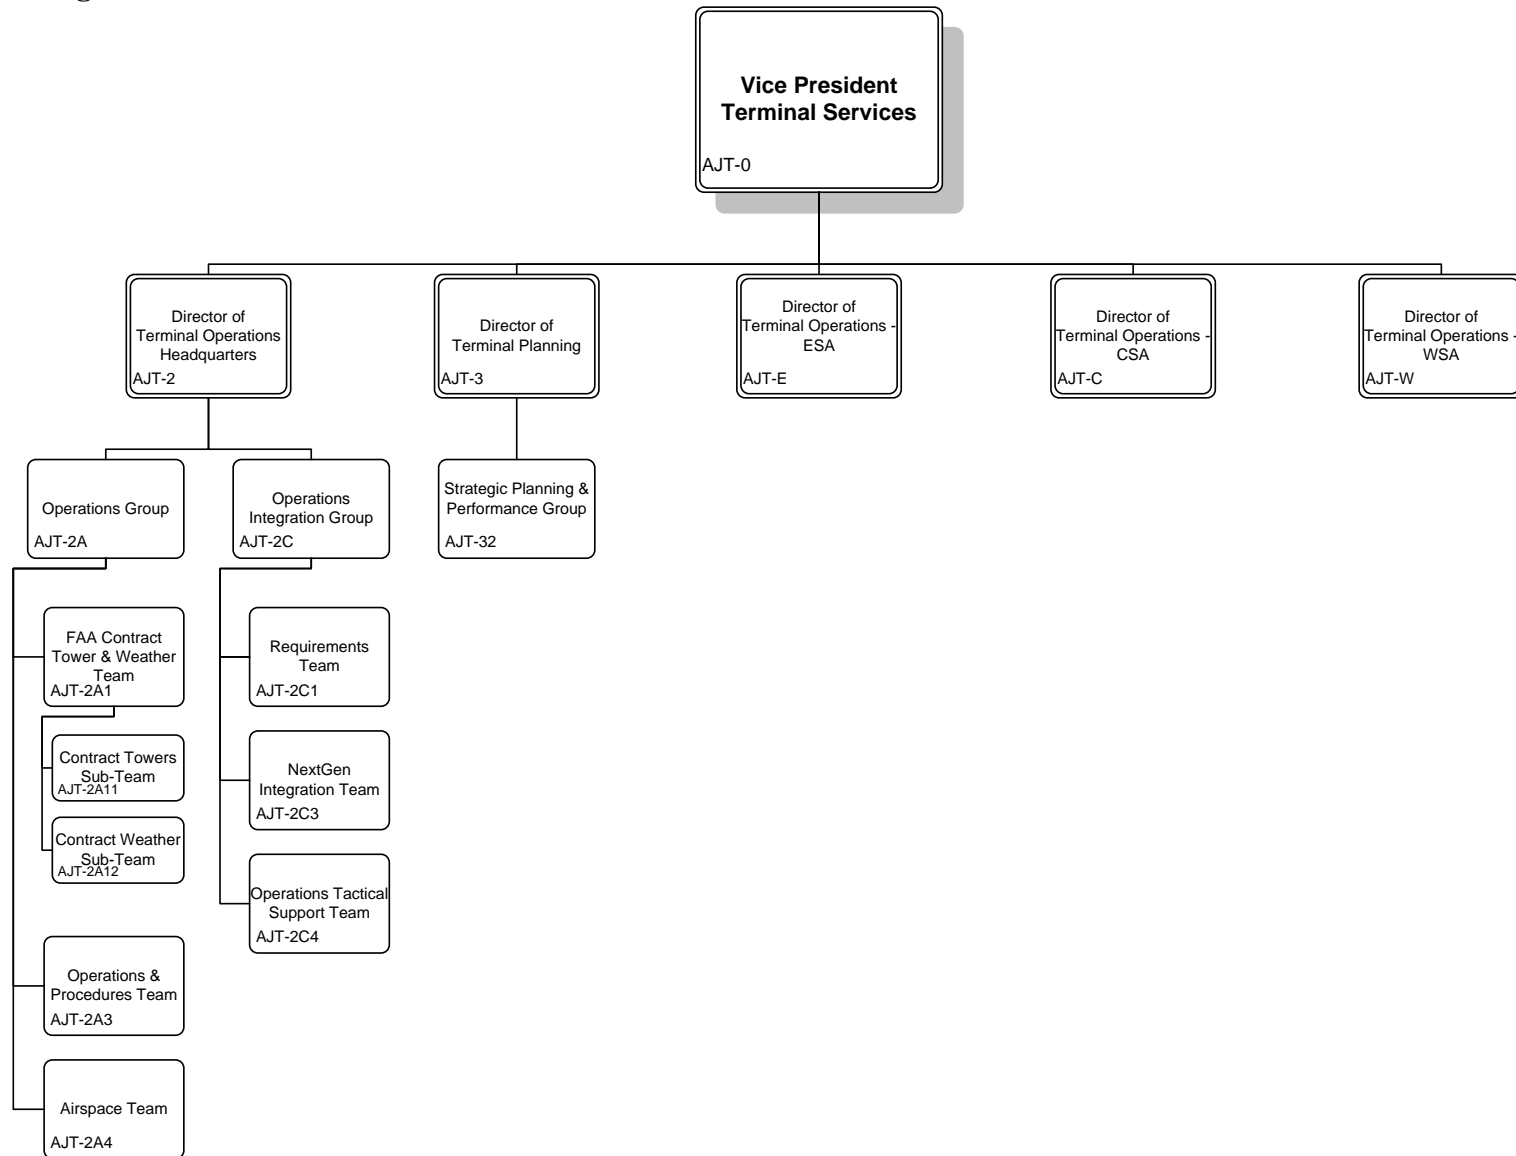 Vice President
Terminal Services
AJT-0
Director of
Terminal Operations
Headquarters
AJT-2
Director of
Terminal Planning
AJT-3
Director of
Terminal Operations -
ESA
AJT-E
Director of
Terminal Operations -
CSA
AJT-C
Director of
Terminal Operations -
WSA
AJT-W
Operations Group
AJT-2A
Operations
Integration Group
AJT-2C
Strategic Planning &
Performance Group
AJT-32
FAA Contract
Tower & Weather
Team
AJT-2A1
Requirements
Team
AJT-2C1
Contract Towers
Sub-Team
AJT-2A11
NextGen
Integration Team
AJT-2C3
Contract Weather
Sub-Team
AJT-2A12
Operations Tactical
Support Team
AJT-2C4
Operations &
Procedures Team
AJT-2A3
Airspace Team
AJT-2A4